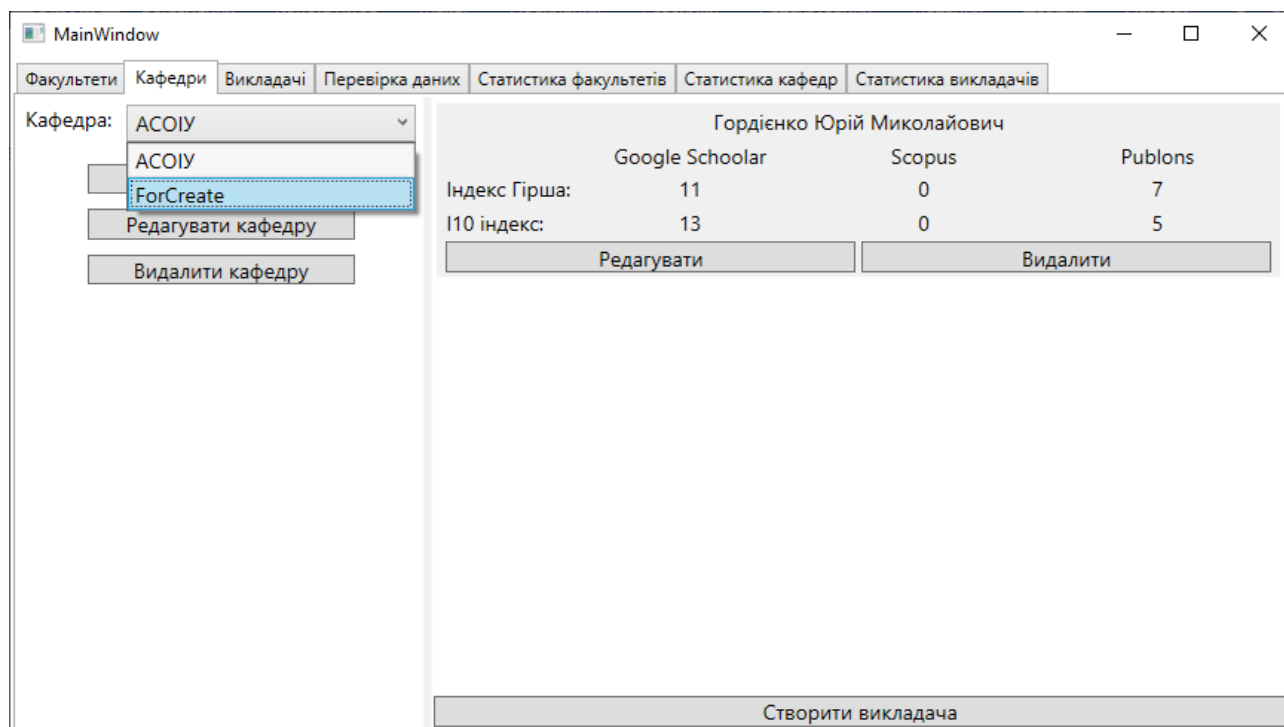 MainWindow
Факультети Кафедри Викладачі Перевірка даних Статистика факультетів Статистика кафедр Статистика викладачів
Кафедра: АСОІУ
АСОІУ
ForCreate
Редагувати кафедру
Видалити кафедру
Гордієнко Юрій Миколайович
Google Schoolar Scopus Publons
Індекс Гірша: 11 0 7
І10 індекс: 13 0 5
Редагувати Видалити
Створити викладача